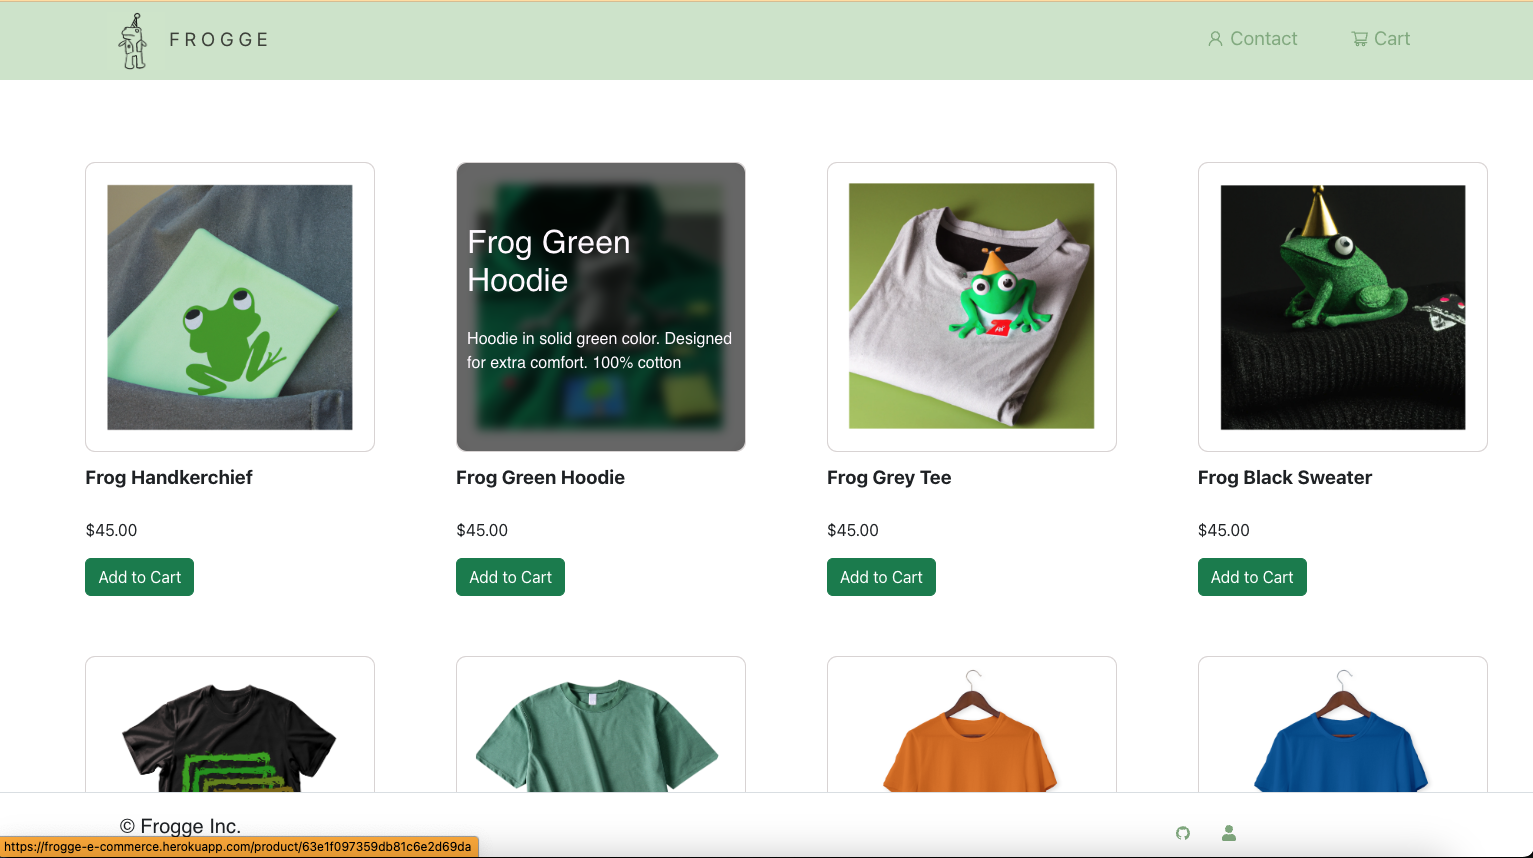 FROGGE
Contact
Cart
Frog Green
Hoodie
Hoodie in solid green color. Designed
for extra comfort. 100% cotton
Frog Handkerchief
Frog Green Hoodie
Frog Grey Tee
Frog Black Sweater
$45.00
$45.00
$45.00
$45.00
Add to Cart
Add to Cart
Add to Cart
Add to Cart
© Frogge Inc.
https://frogge-e-commerce.herokuapp.com/product/63e1f097359db81c6e2d69da